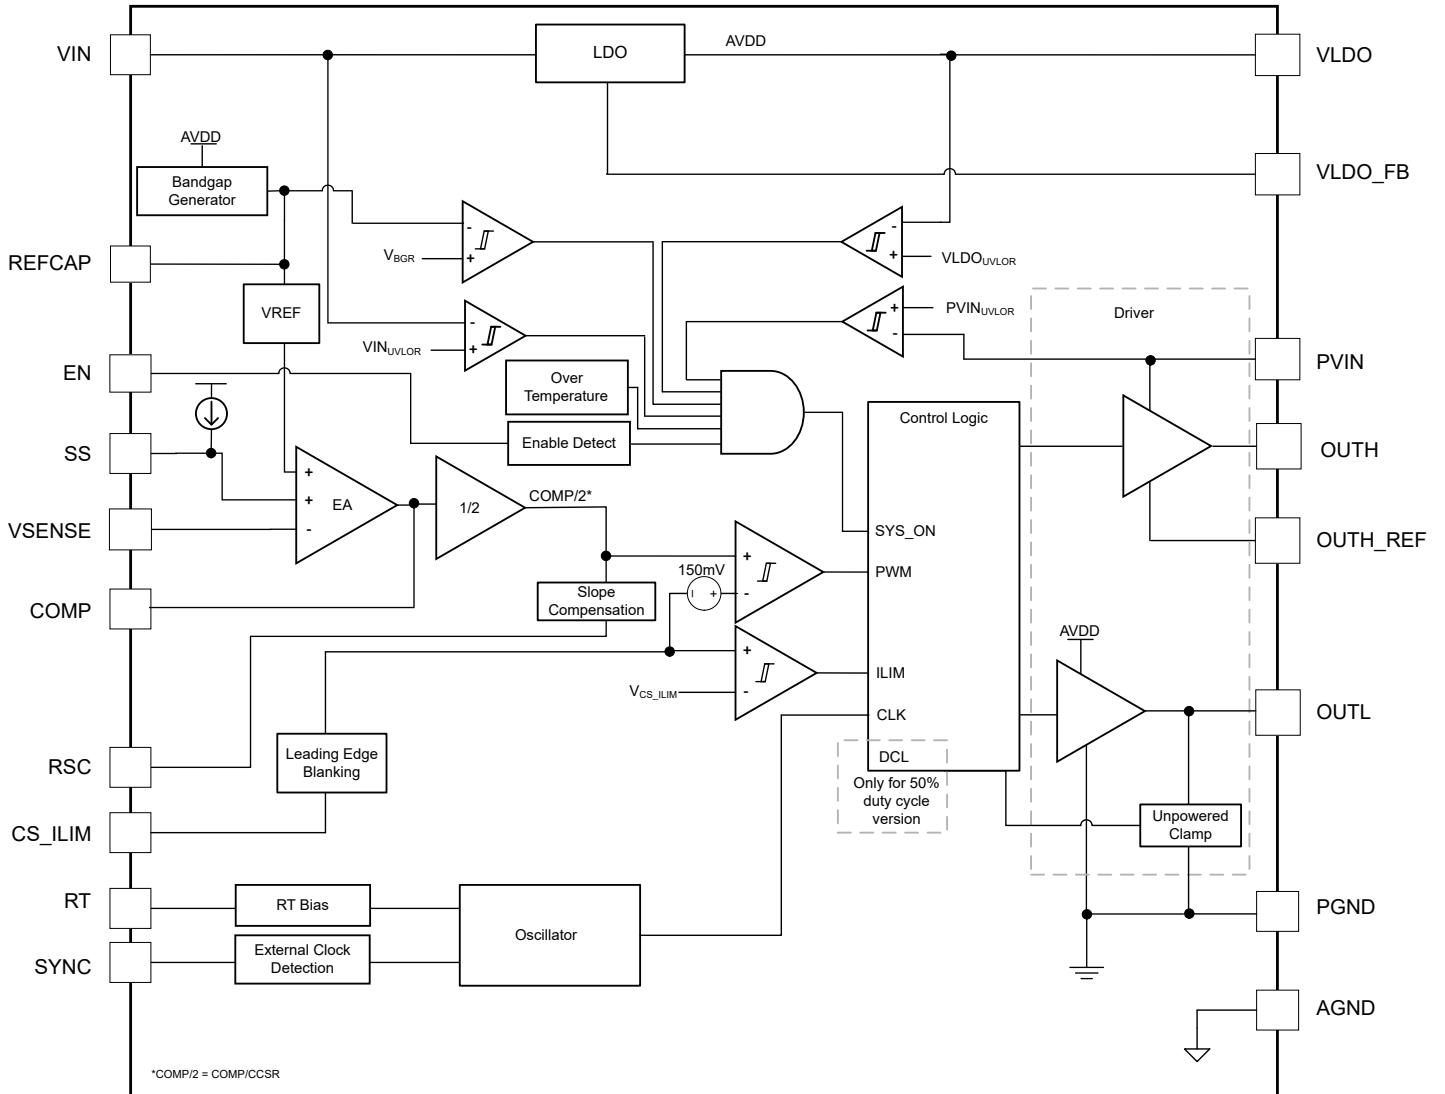 VIN
LDO
AVDD
VLDO
AVDD
Bandgap
Generator
VLDO_FB
REFCAP
-
VBGR
+
-
+
VLDOUVLOR
VREF
-
VINUVLOR
+
+
PVINUVLOR
-
Driver
EN
Over
Temperature
PVIN
Enable Detect
Control Logic
SS
OUTH
+
+
EA
-
1/2
COMP/2*
VSENSE
SYS_ON
OUTH_REF
PWM
+
150mV
-
+
-
Slope
Compensation
COMP
AVDD
+
VCS_ILIM
-
ILIM
CLK
OUTL
Leading Edge
Blanking
RSC
DCL
Only for 50%
duty cycle
version
Unpowered
Clamp
CS_ILIM
RT
RT Bias
PGND
Oscillator
SYNC
External Clock
Detection
AGND
*COMP/2 = COMP/CCSR